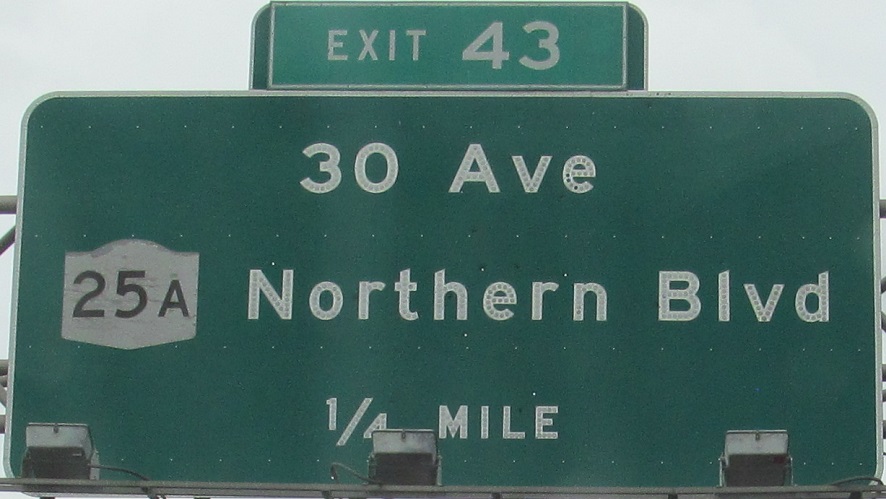 EXIT 43
30 Ave
25A Northern Blvd
1/4 MILE